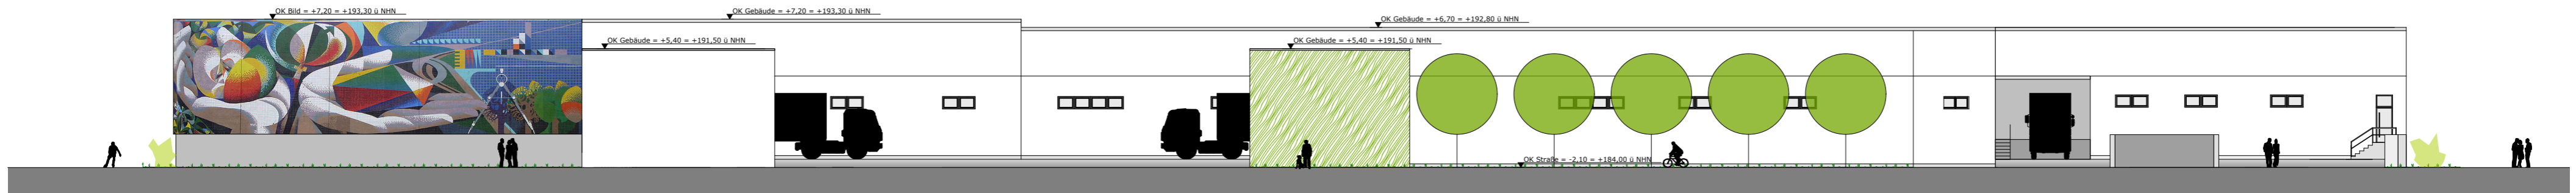 OK Bild = +7,20 = +193,30 ü NHN
OK Gebäude = +7,20 = +193,30 ü NHN
OK Gebäude = +6,70 = +192,80 ü NHN
OK Gebäude = +5,40 = +191,50 ü NHN
OK Gebäude = +5,40 = +191,50 ü NHN
OK Straße = -2,10 = +184,00 ü NHN